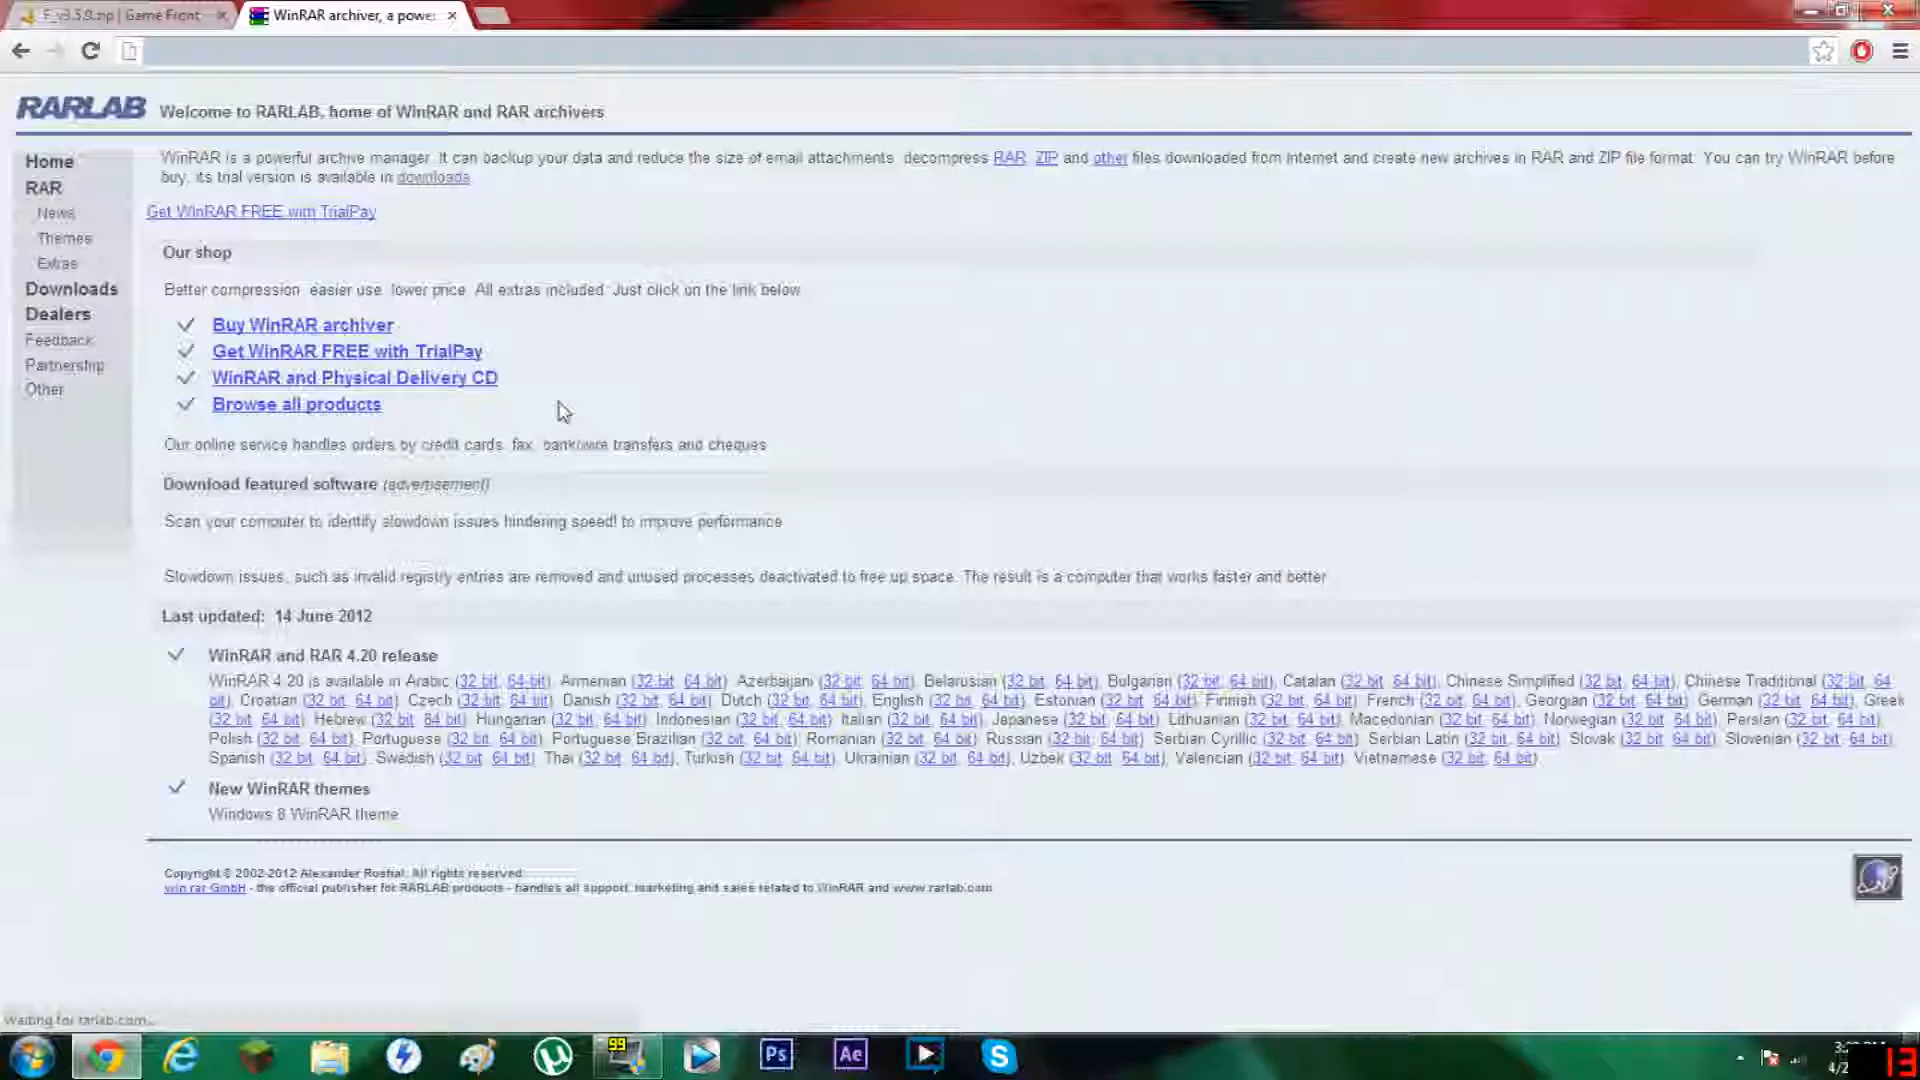 F_v3.5.9.zip | Game Front
WinRAR archiver, a powe
RARLAB Welcome to RARLAB, home of WinRAR and RAR archivers
Home
RAR
News
Themes
Extras
Downloads
Dealers
Feedback
Partnership
Other
WinRAR is a powerful archive manager. It can backup your data and reduce the size of email attachments, decompress RAR, ZIP and other files downloaded from Internet and create new archives in RAR and ZIP file format. You can try WinRAR before
buy, its trial version is available in downloads.
Get WinRAR FREE with TrialPay
Our shop
Better compression, easier use, lower price. All extras included. Just click on the link below
Buy WinRAR archiver
Get WinRAR FREE with TrialPay
WinRAR and Physical Delivery CD
Browse all products
Our online service handles orders by credit cards, fax, bank/wire transfers and cheques
Download featured software (advertisement)
Scan your computer to identify slowdown issues hindering speed! to improve performance
Slowdown issues, such as invalid registry entries are removed and unused processes deactivated to free up space. The result is a computer that works faster and better
Last updated: 14 June 2012
WinRAR and RAR 4.20 release
WinRAR 4.20 is available in Arabic (32 bit, 64 bit), Armenian (32 bit, 64 bit), Azerbaijani (32 bit, 64 bit), Belarusian (32 bit, 64 bit), Bulgarian (32 bit, 64 bit), Catalan (32 bit, 64 bit), Chinese Simplified (32 bit, 64 bit), Chinese Traditional (32 bit, 64
bit), Croatian (32 bit, 64 bit), Czech (32 bit, 64 bit), Danish (32 bit, 64 bit), Dutch (32 bit, 64 bit), English (32 bit, 64 bit), Estonian (32 bit, 64 bit), Finnish (32 bit, 64 bit), French (32 bit, 64 bit), Georgian (32 bit, 64 bit), German (32 bit, 64 bit), Greek
(32 bit, 64 bit), Hebrew (32 bit, 64 bit), Hungarian (32 bit, 64 bit), Indonesian (32 bit, 64 bit), Italian (32 bit, 64 bit), Japanese (32 bit, 64 bit), Lithuanian (32 bit, 64 bit), Macedonian (32 bit, 64 bit), Norwegian (32 bit, 64 bit), Persian (32 bit, 64 bit),
Polish (32 bit, 64 bit), Portuguese (32 bit, 64 bit), Portuguese Brazilian (32 bit, 64 bit), Romanian (32 bit, 64 bit), Russian (32 bit, 64 bit), Serbian Cyrillic (32 bit, 64 bit), Serbian Latin (32 bit, 64 bit), Slovak (32 bit, 64 bit), Slovenian (32 bit, 64 bit),
Spanish (32 bit, 64 bit), Swedish (32 bit, 64 bit), Thai (32 bit, 64 bit), Turkish (32 bit, 64 bit), Ukrainian (32 bit, 64 bit), Uzbek (32 bit, 64 bit), Valencian (32 bit, 64 bit), Vietnamese (32 bit, 64 bit).
New WinRAR themes
Windows 8 WinRAR theme
Copyright © 2002-2012 Alexander Roshal. All rights reserved.
win.rar GmbH - the official publisher for RARLAB products - handles all support, marketing and sales related to WinRAR and www.rarlab.com
Waiting for rarlab.com...
99
Ps
Ae
S
4/2
13